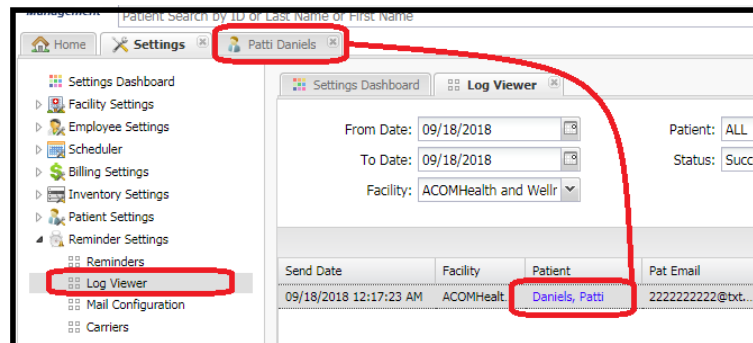 Management Patient Search by ID or Last Name or First Name
Home Settings Patti Daniels
Settings Dashboard
Facility Settings
Employee Settings
Scheduler
Billing Settings
Inventory Settings
Patient Settings
Reminder Settings
Reminders
Log Viewer
Mail Configuration
Carriers
Settings Dashboard Log Viewer
From Date: 09/18/2018 Patient: ALL
To Date: 09/18/2018 Status: Succ
Facility: ACOMHealth and Wellr
Send Date Facility Patient Pat Email
09/18/2018 12:17:23 AM ACOMHealt. Daniels, Patti 2222222222@txt...